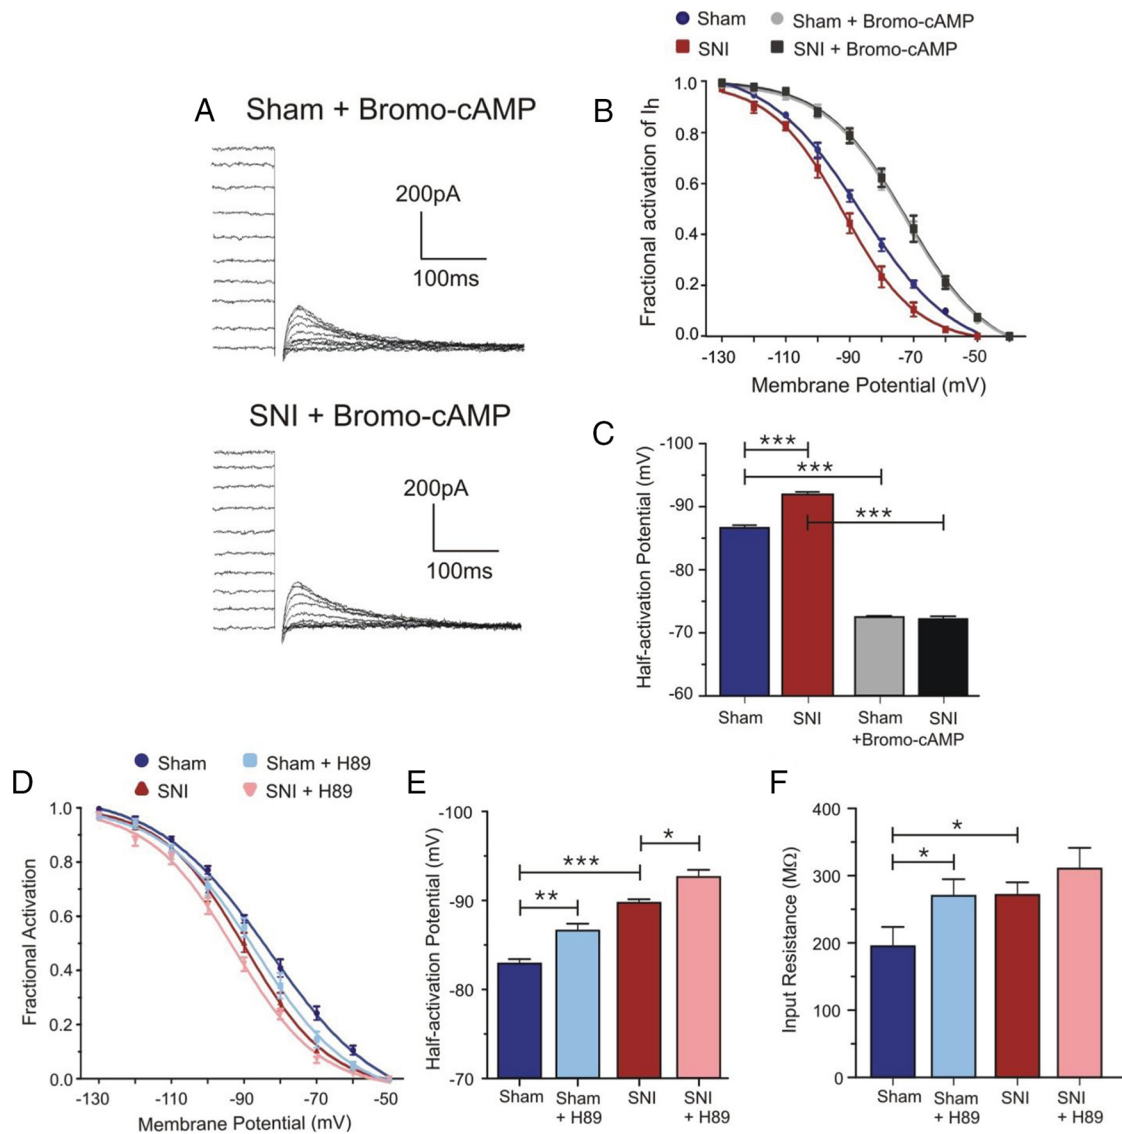 Sham
Sham + Bromo-cAMP
SNI
SNI + Bromo-cAMP
A
Sham + Bromo-cAMP
200pA
100ms
SNI + Bromo-cAMP
200pA
100ms
B
Fractional activation of Ih
1.0
0.8
0.6
0.4
0.2
0.0
-130
-110
-90
-70
-50
Membrane Potential (mV)
C
Half-activation Potential (mV)
-100
-90
-80
-70
-60
***
***
***
Sham
SNI
Sham
SNI
+Bromo-cAMP
D
Sham
Sham + H89
SNI
SNI + H89
Fractional Activation
1.0
0.8
0.6
0.4
0.2
0.0
-130
-110
-90
-70
-50
Membrane Potential (mV)
E
Half-activation Potential (mV)
-100
-90
-80
-70
***
**
*
Sham
Sham
+ H89
SNI
SNI
+ H89
F
Input Resistance (MΩ)
400
300
200
100
0
*
*
Sham
Sham
+ H89
SNI
SNI
+ H89